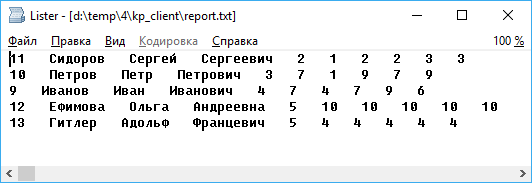 Lister - [d:\temp\4\kp_client\report.txt]
Файл Правка Вид Кодировка Справка 100 %
11 Сидоров Сергей Сергеевич 2 1 2 2 3 3
10 Петров Петр Петрович 3 7 1 9 7 9
9 Иванов Иван Иванович 4 7 4 7 9 6
12 Ефимова Ольга Андреевна 5 10 10 10 10 10
13 Гитлер Адольф Францевич 5 4 4 4 4 4